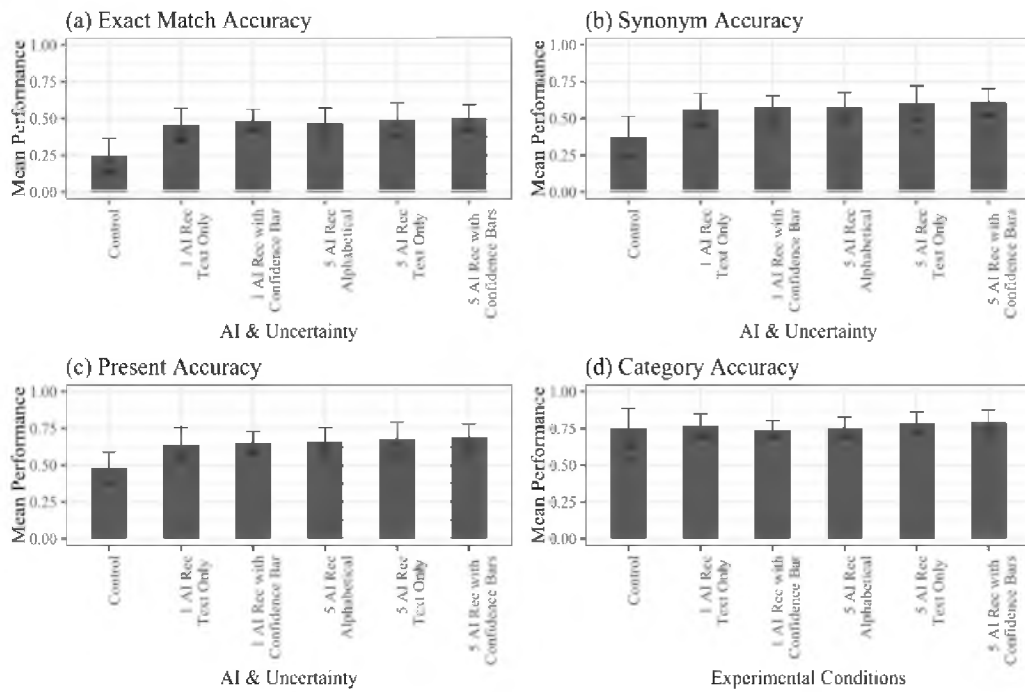 (a) Exact Match Accuracy
Mean Performance
1.00
0.75
0.50
0.25
0.00
Control
1 AI Rec
Text Only
1 AI Rec with
Confidence Bar
5 AI Rec
Alphabetical
5 AI Rec
Text Only
5 AI Rec with
Confidence Bars
AI & Uncertainty
(b) Synonym Accuracy
Mean Performance
1.00
0.75
0.50
0.25
0.00
Control
1 AI Rec
Text Only
1 AI Rec with
Confidence Bar
5 AI Rec
Alphabetical
5 AI Rec
Text Only
5 AI Rec with
Confidence Bars
AI & Uncertainty
(c) Present Accuracy
Mean Performance
1.00
0.75
0.50
0.25
0.00
Control
1 AI Rec
Text Only
1 AI Rec with
Confidence Bar
5 AI Rec
Alphabetical
5 AI Rec
Text Only
5 AI Rec with
Confidence Bars
AI & Uncertainty
(d) Category Accuracy
Mean Performance
1.00
0.75
0.50
0.25
0.00
Control
1 AI Rec
Text Only
1 AI Rec with
Confidence Bar
5 AI Rec
Alphabetical
5 AI Rec
Text Only
5 AI Rec with
Confidence Bars
Experimental Conditions